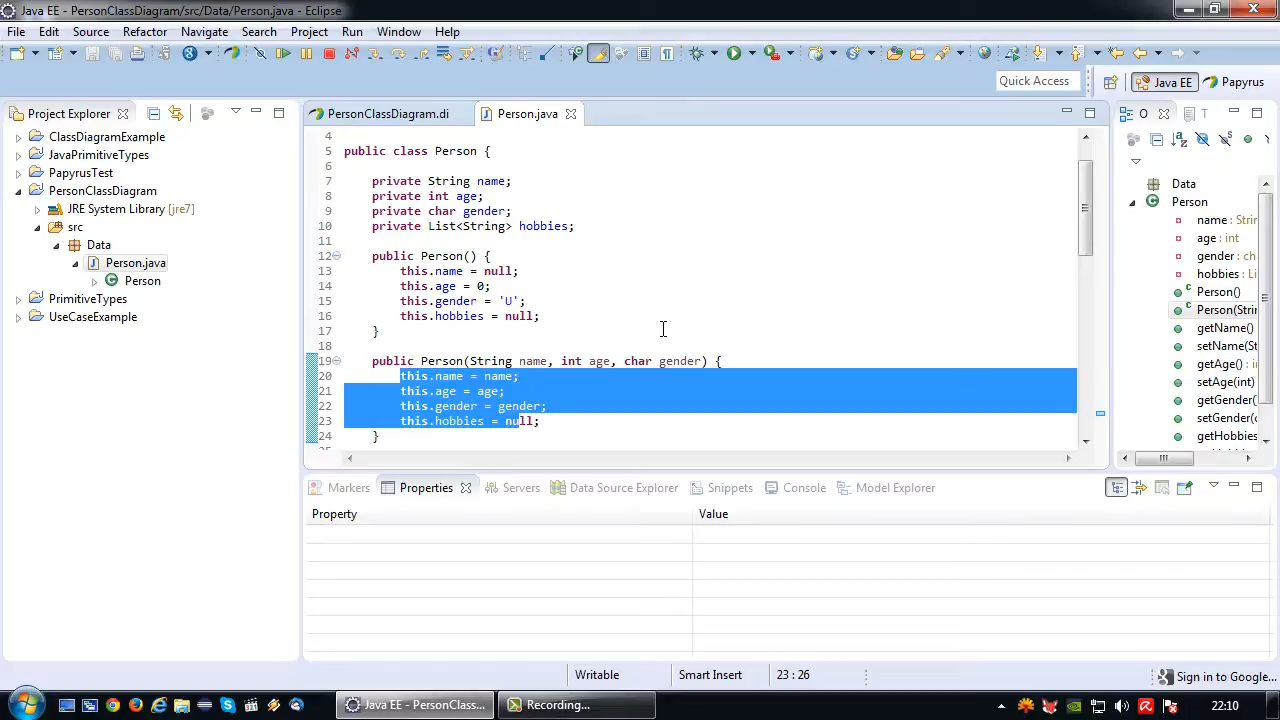 Java EE - PersonClassDiagram/src/Data/Person.java - Eclipse
File Edit Source Refactor Navigate Search Project Run Window Help
Quick Access
Java EE
Papyrus
Project Explorer
ClassDiagramExample
JavaPrimitiveTypes
PapyrusTest
PersonClassDiagram
JRE System Library [jre7]
src
Data
Person.java
Person
PrimitiveTypes
UseCaseExample
PersonClassDiagram.di
Person.java
4
5 public class Person {
6
7 private String name;
8 private int age;
9 private char gender;
10 private List<String> hobbies;
11
12 public Person() {
13 this.name = null;
14 this.age = 0;
15 this.gender = 'U';
16 this.hobbies = null;
17 }
18
19 public Person(String name, int age, char gender) {
20 this.name = name;
21 this.age = age;
22 this.gender = gender;
23 this.hobbies = null;
24 }
O
T
Data
Person
name : Strin
age : int
gender : ch
hobbies : Li
Person()
Person(Strin
getName()
setName(St
getAge() : i
setAge(int)
getGender(
setGender(c
getHobbies
Markers Properties Servers Data Source Explorer Snippets Console Model Explorer
Property Value
Writable Smart Insert 23 : 26
Sign in to Google...
Java EE - PersonClass...
Recording...
22:10